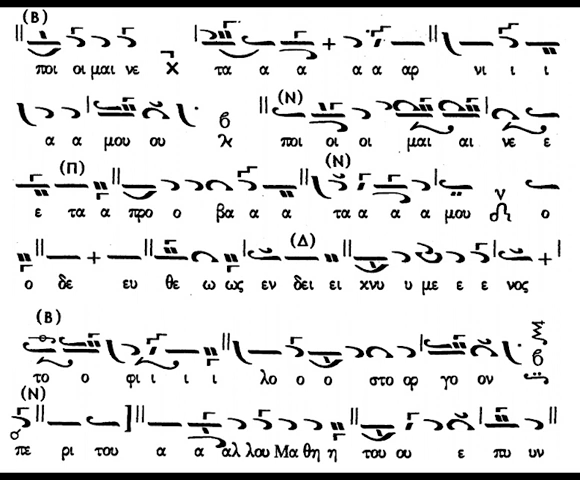 (Β)
ποι οι μαι νε χ τα α α α α αρ νι ι ι
(Ν)
α α μου ου β λ ποι οι οι μαι αι νε ε
(Π) (Ν)
ε τα α προ ο βα α α τα α α α μου ν ο
(Δ)
ο δε ευ θε ω ως εν δει ει κνυ υ με ε ε νος
(Β)
το ο φι ι ι ι λο ο ο στο ορ γο ον β
(Ν)
πε ρι του α α αλ λου Μα θη η του ου ε πυ υν